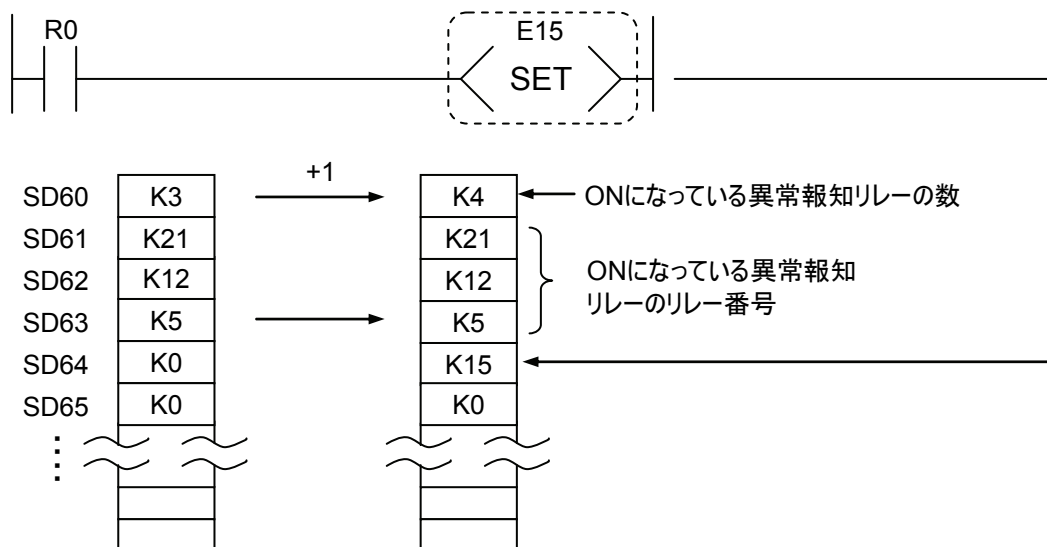 R0
E15
SET
+1
SD60 K3 K4 ONになっている異常報知リレーの数
SD61 K21 K21
SD62 K12 K12
ONになっている異常報知
リレーのリレー番号
SD63 K5 K5
SD64 K0 K15
SD65 K0 K0
⋮